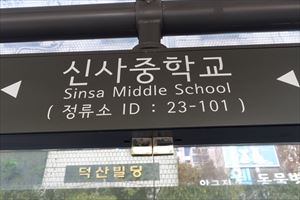 신사중학교
Sinsa Middle School
( 정류소 ID : 23-101 )
덕산빌딩